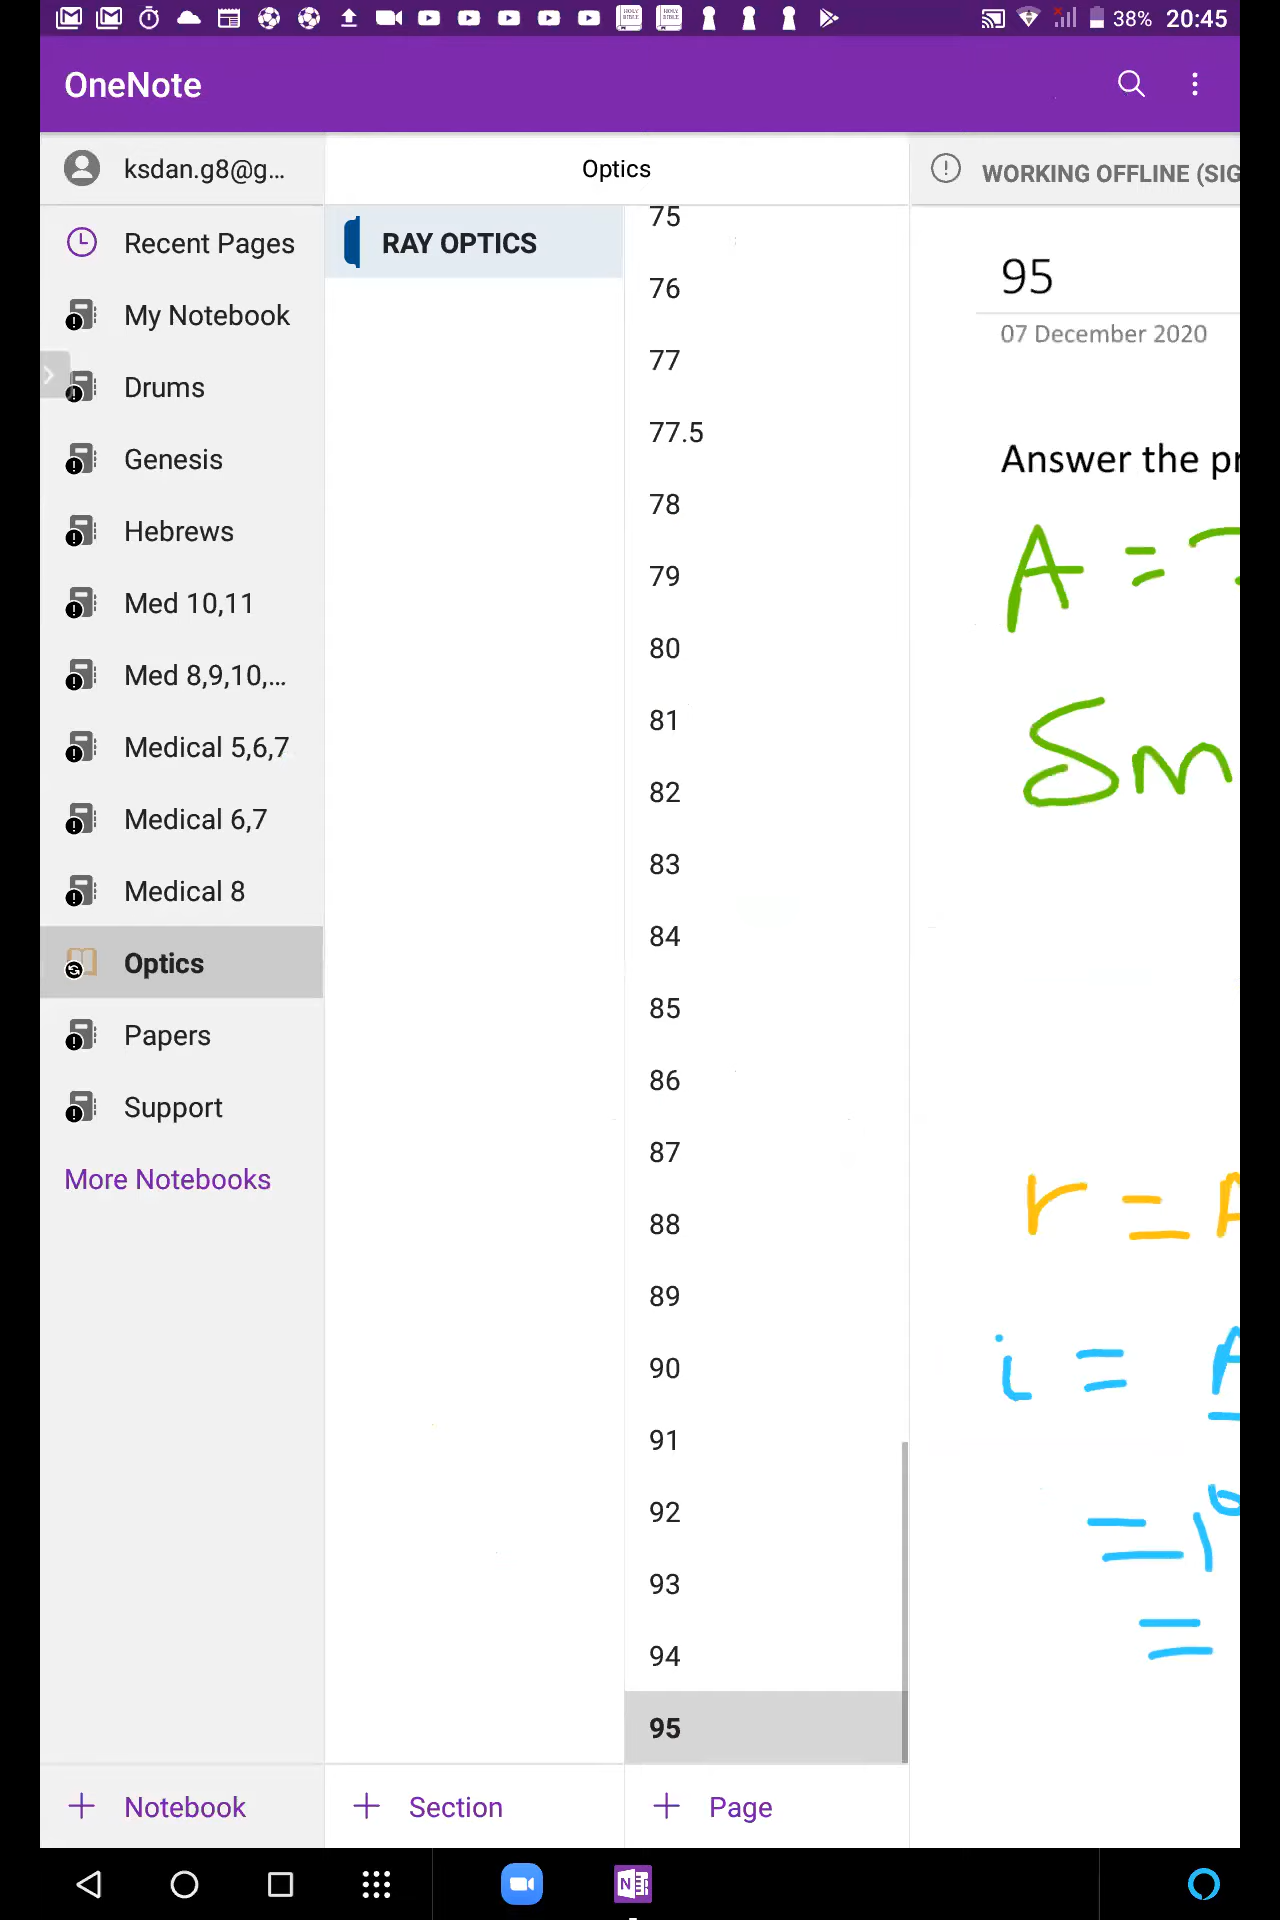 38% 20:45
OneNote
ksdan.g8@g...
Recent Pages
My Notebook
Drums
Genesis
Hebrews
Med 10,11
Med 8,9,10,...
Medical 5,6,7
Medical 6,7
Medical 8
Optics
Papers
Support
More Notebooks
+ Notebook
Optics
RAY OPTICS
+ Section
75
76
77
77.5
78
79
80
81
82
83
84
85
86
87
88
89
90
91
92
93
94
95
+ Page
WORKING OFFLINE (SIG
95
07 December 2020
Answer the pr
A =
δm
r =
i =
=
=